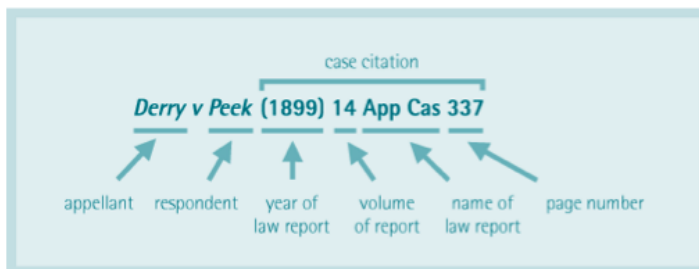 case citation
Derry v Peek (1899) 14 App Cas 337
appellant respondent year of volume name of page number
law report of report law report